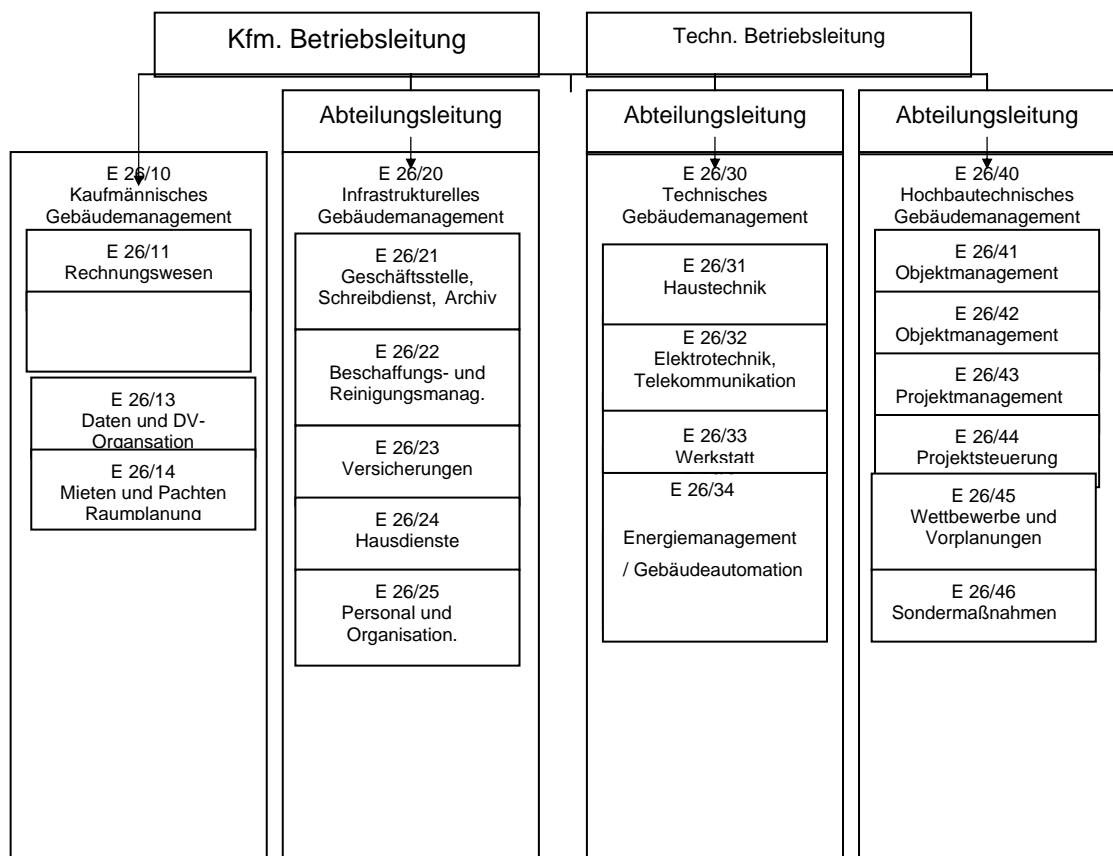 Kfm. Betriebsleitung
Techn. Betriebsleitung
Abteilungsleitung
Abteilungsleitung
Abteilungsleitung
E 26/10
Kaufmännisches
Gebäudemanagement
E 26/11
Rechnungswesen
E 26/13
Daten und DV-
Organsation
E 26/14
Mieten und Pachten
Raumplanung
E 26/20
Infrastrukturelles
Gebäudemanagement
E 26/21
Geschäftsstelle,
Schreibdienst, Archiv
E 26/22
Beschaffungs- und
Reinigungsmanag.
E 26/23
Versicherungen
E 26/24
Hausdienste
E 26/25
Personal und
Organisation.
E 26/30
Technisches
Gebäudemanagement
E 26/31
Haustechnik
E 26/32
Elektrotechnik,
Telekommunikation
E 26/33
Werkstatt
E 26/34
Energiemanagement
/ Gebäudeautomation
E 26/40
Hochbautechnisches
Gebäudemanagement
E 26/41
Objektmanagement
E 26/42
Objektmanagement
E 26/43
Projektmanagement
E 26/44
Projektsteuerung
E 26/45
Wettbewerbe und
Vorplanungen
E 26/46
Sondermaßnahmen